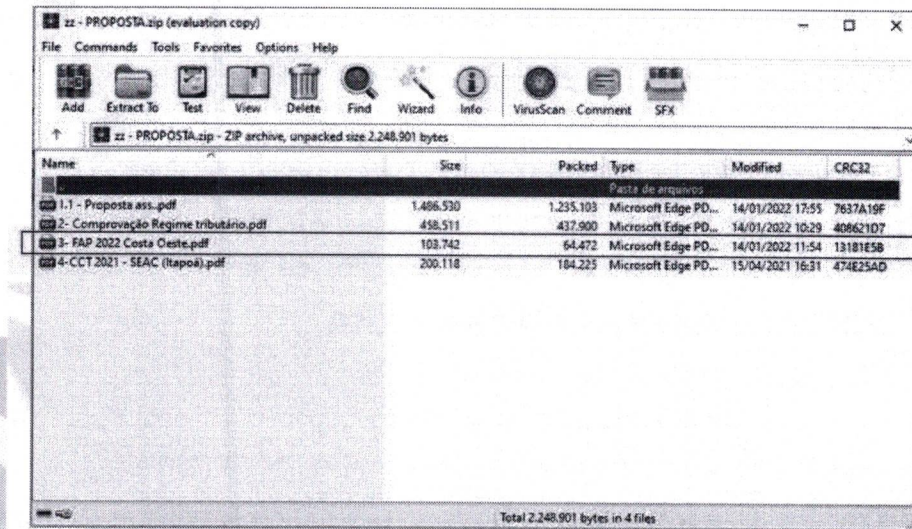 zz - PROPOSTA.zip (evaluation copy)
File Commands Tools Favorites Options Help
Add Extract To Test View Delete Find Wizard Info VirusScan Comment SFX
zz - PROPOSTA.zip - ZIP archive, unpacked size 2.248.901 bytes
Name Size Packed Type Modified CRC32
.. Pasta de arquivos
1.1 - Proposta ass..pdf 1.486.530 1.235.103 Microsoft Edge PD... 14/01/2022 17:55 7637A19F
2- Comprovação Regime tributário.pdf 458.511 437.900 Microsoft Edge PD... 14/01/2022 10:29 408621D7
3- FAP 2022 Costa Oeste.pdf 103.742 64.472 Microsoft Edge PD... 14/01/2022 11:54 13181E5B
4-CCT 2021 - SEAC (Itapoá).pdf 200.118 184.225 Microsoft Edge PD... 15/04/2021 16:31 474E25AD
Total 2.248.901 bytes in 4 files